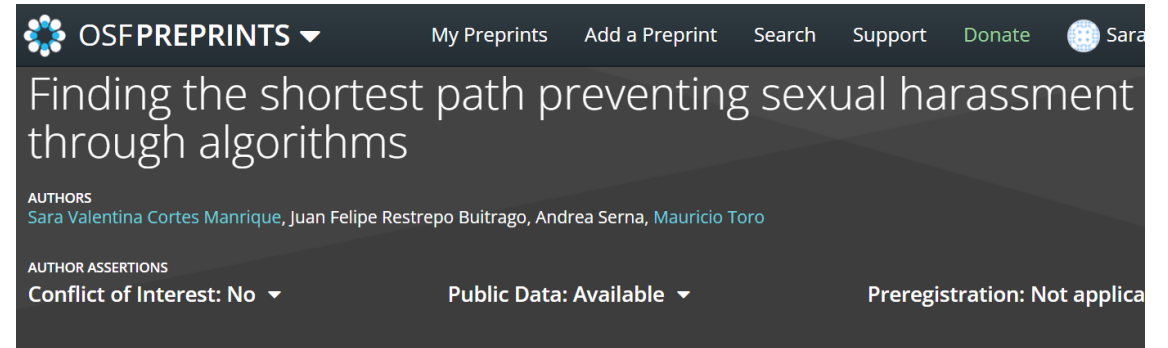 OSFPREPRINTS My Preprints Add a Preprint Search Support Donate Sara
Finding the shortest path preventing sexual harassment
through algorithms
AUTHORS
Sara Valentina Cortes Manrique, Juan Felipe Restrepo Buitrago, Andrea Serna, Mauricio Toro
AUTHOR ASSERTIONS
Conflict of Interest: No Public Data: Available Preregistration: Not applica